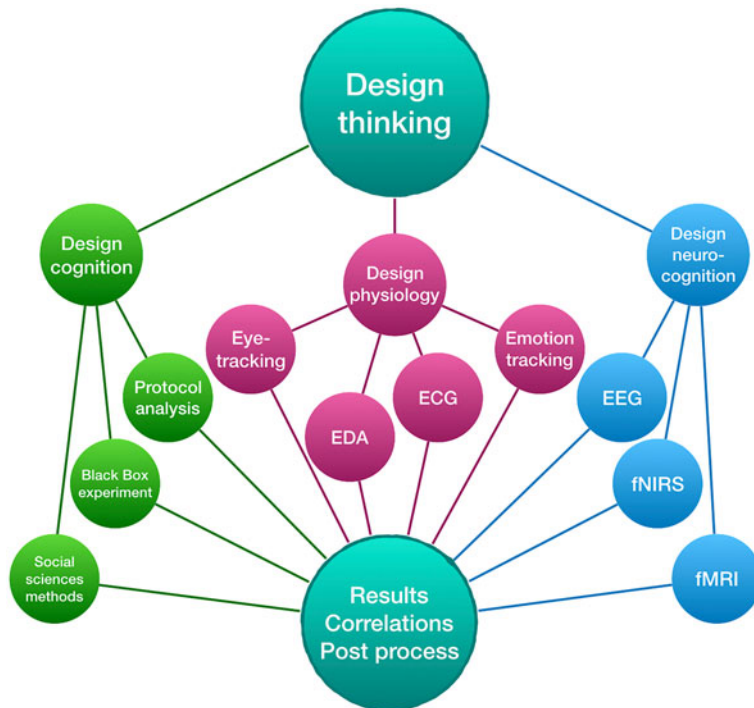 Design
thinking
Design
cognition
Design
physiology
Design
neuro-
cognition
Eye-
tracking
Emotion
tracking
Protocol
analysis
EDA
ECG
EEG
Black Box
experiment
fNIRS
Social
sciences
methods
fMRI
Results
Correlations
Post process